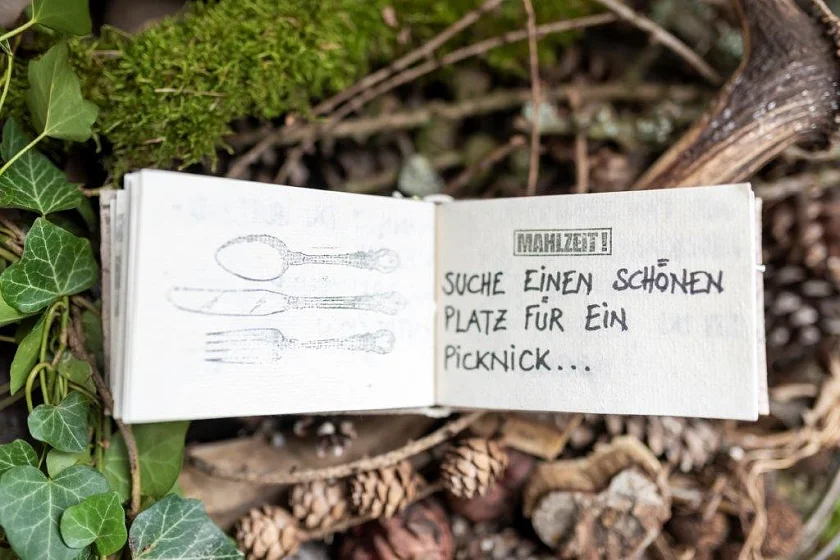 MAHLZEIT!
SUCHE EINEN SCHÖNEN
PLATZ FÜR EIN
PICKNICK...